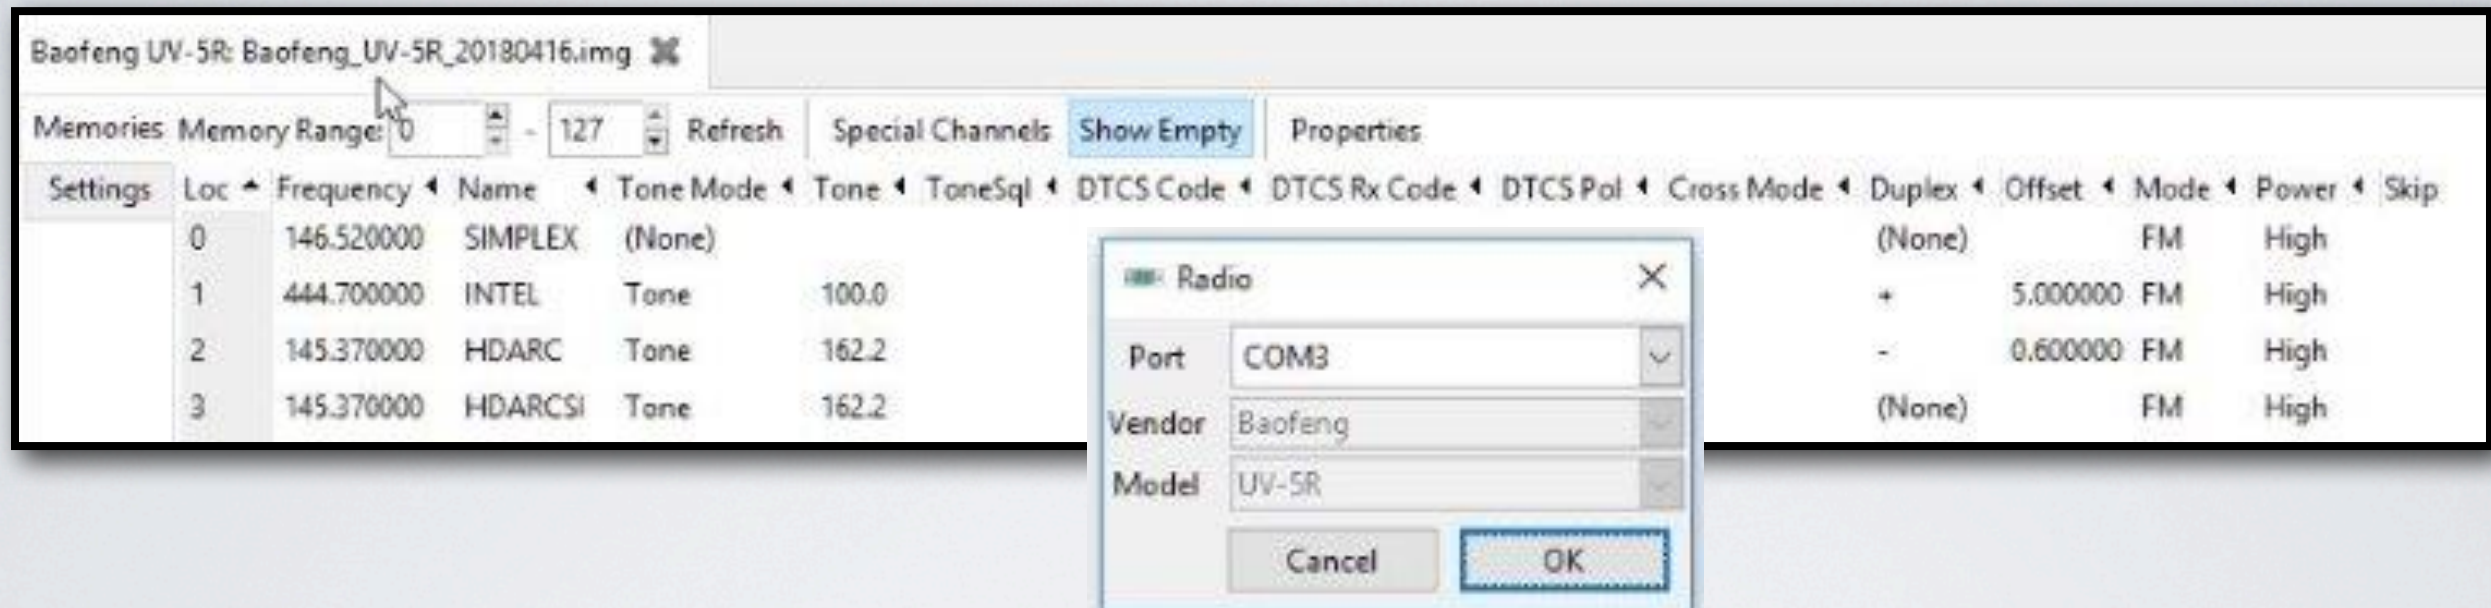 Baofeng UV-5R: Baofeng_UV-5R_20180416.img
Memories Memory Range: 0 - 127 Refresh Special Channels Show Empty Properties
Settings Loc Frequency Name Tone Mode Tone ToneSql DTCS Code DTCS Rx Code DTCS Pol Cross Mode Duplex Offset Mode Power Skip
0 146.520000 SIMPLEX (None) (None) FM High
1 444.700000 INTEL Tone 100.0 + 5.000000 FM High
2 145.370000 HDARC Tone 162.2 - 0.600000 FM High
3 145.370000 HDARCSI Tone 162.2 (None) FM High
Radio
Port COM3
Vendor Baofeng
Model UV-5R
Cancel OK